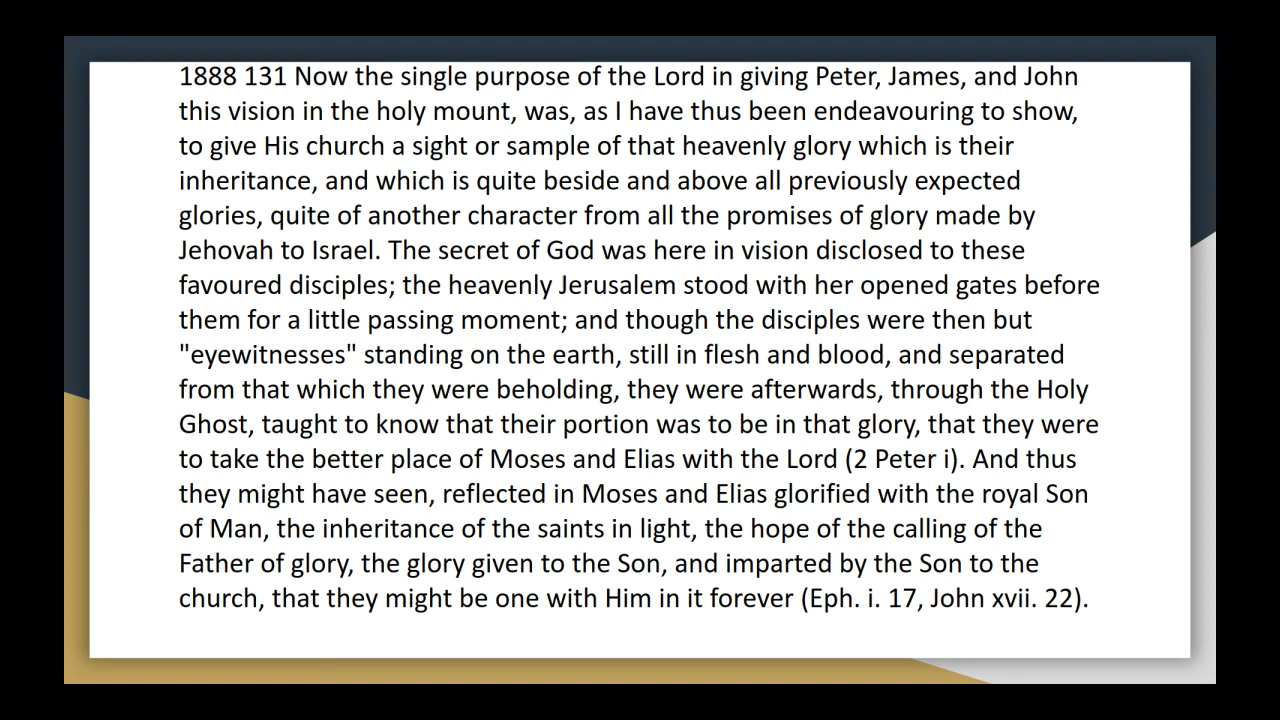 1888 131 Now the single purpose of the Lord in giving Peter, James, and John
this vision in the holy mount, was, as I have thus been endeavouring to show,
to give His church a sight or sample of that heavenly glory which is their
inheritance, and which is quite beside and above all previously expected
glories, quite of another character from all the promises of glory made by
Jehovah to Israel. The secret of God was here in vision disclosed to these
favoured disciples; the heavenly Jerusalem stood with her opened gates before
them for a little passing moment; and though the disciples were then but
"eyewitnesses" standing on the earth, still in flesh and blood, and separated
from that which they were beholding, they were afterwards, through the Holy
Ghost, taught to know that their portion was to be in that glory, that they were
to take the better place of Moses and Elias with the Lord (2 Peter i). And thus
they might have seen, reflected in Moses and Elias glorified with the royal Son
of Man, the inheritance of the saints in light, the hope of the calling of the
Father of glory, the glory given to the Son, and imparted by the Son to the
church, that they might be one with Him in it forever (Eph. i. 17, John xvii. 22).